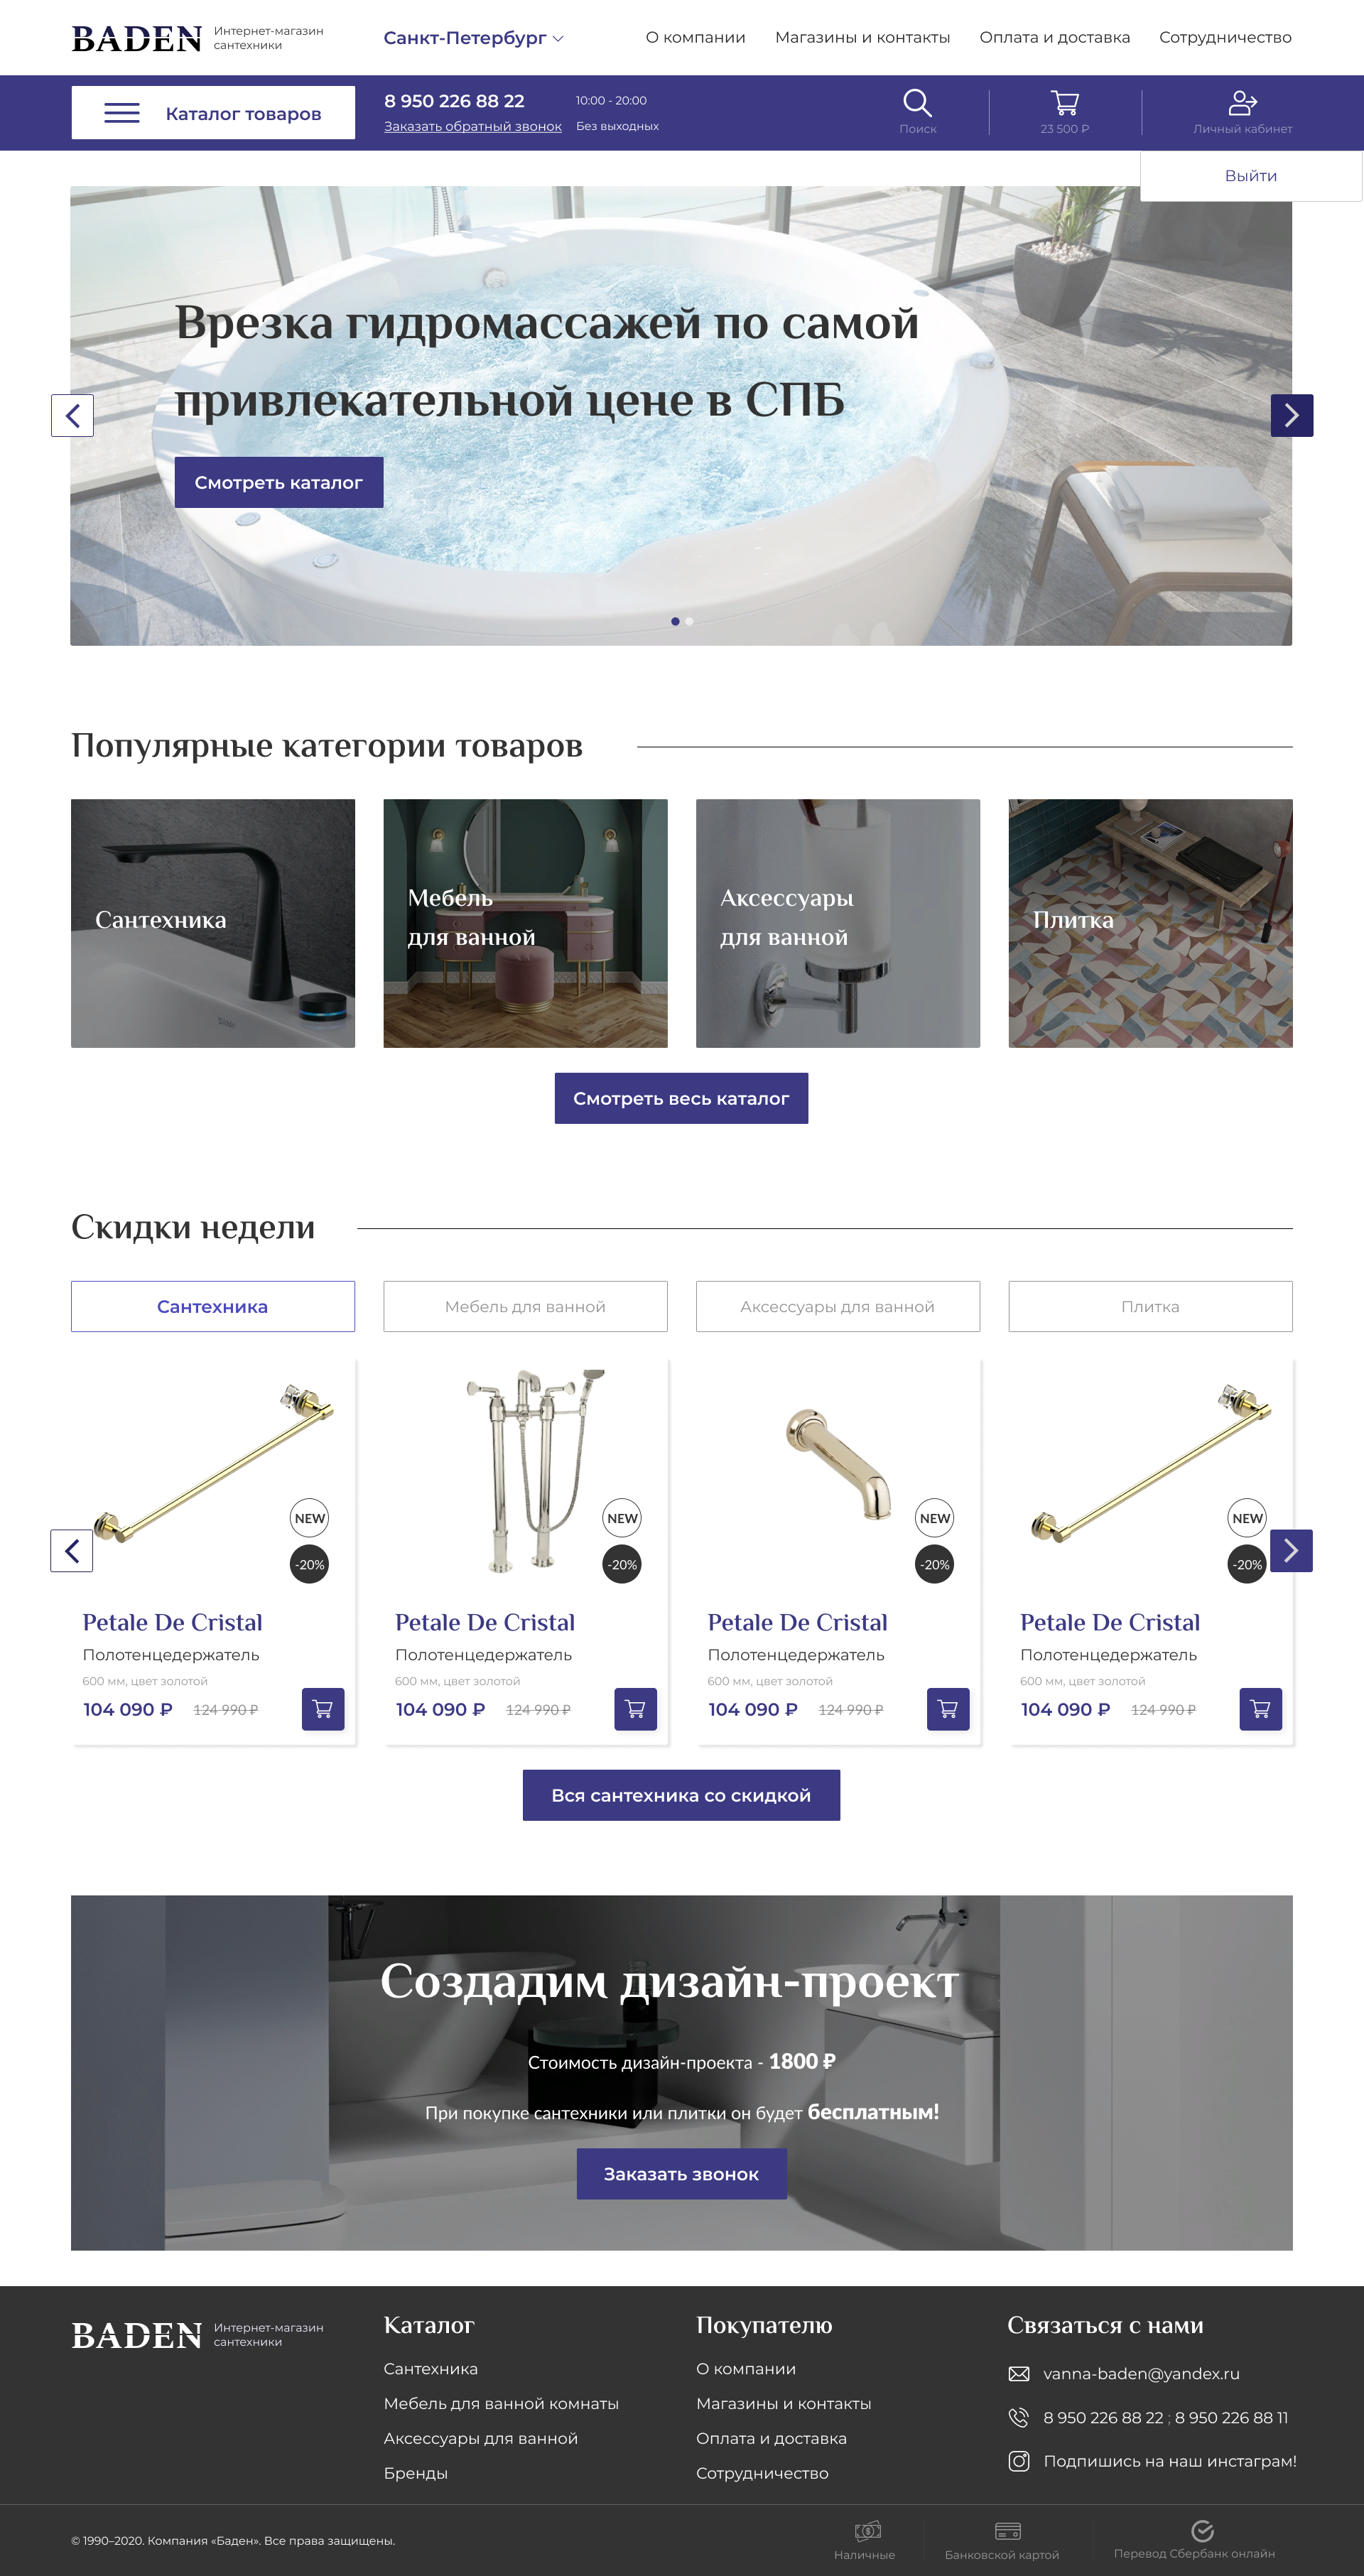 BADEN
Интернет-магазин
сантехники
Санкт-Петербург
О компании
Магазины и контакты
Оплата и доставка
Сотрудничество
Каталог товаров
8 950 226 88 22
Заказать обратный звонок
10:00 - 20:00
Без выходных
Поиск
23 500 ₽
Личный кабинет
Выйти
Врезка гидромассажей по самой
привлекательной цене в СПБ
Смотреть каталог
Популярные категории товаров
Сантехника
Мебель
для ванной
Аксессуары
для ванной
Плитка
Смотреть весь каталог
Скидки недели
Сантехника
Мебель для ванной
Аксессуары для ванной
Плитка
NEW
-20%
Petale De Cristal
Полотенцедержатель
600 мм, цвет золотой
104 090 ₽
124 990 ₽
NEW
-20%
Petale De Cristal
Полотенцедержатель
600 мм, цвет золотой
104 090 ₽
124 990 ₽
NEW
-20%
Petale De Cristal
Полотенцедержатель
600 мм, цвет золотой
104 090 ₽
124 990 ₽
NEW
-20%
Petale De Cristal
Полотенцедержатель
600 мм, цвет золотой
104 090 ₽
124 990 ₽
Вся сантехника со скидкой
Создадим дизайн-проект
Стоимость дизайн-проекта - 1800 ₽
При покупке сантехники или плитки он будет бесплатным!
Заказать звонок
BADEN
Интернет-магазин
сантехники
Каталог
Сантехника
Мебель для ванной комнаты
Аксессуары для ванной
Бренды
Покупателю
О компании
Магазины и контакты
Оплата и доставка
Сотрудничество
Связаться с нами
vanna-baden@yandex.ru
8 950 226 88 22 ; 8 950 226 88 11
Подпишись на наш инстаграм!
© 1990–2020. Компания «Баден». Все права защищены.
Наличные
Банковской картой
Перевод Сбербанк онлайн